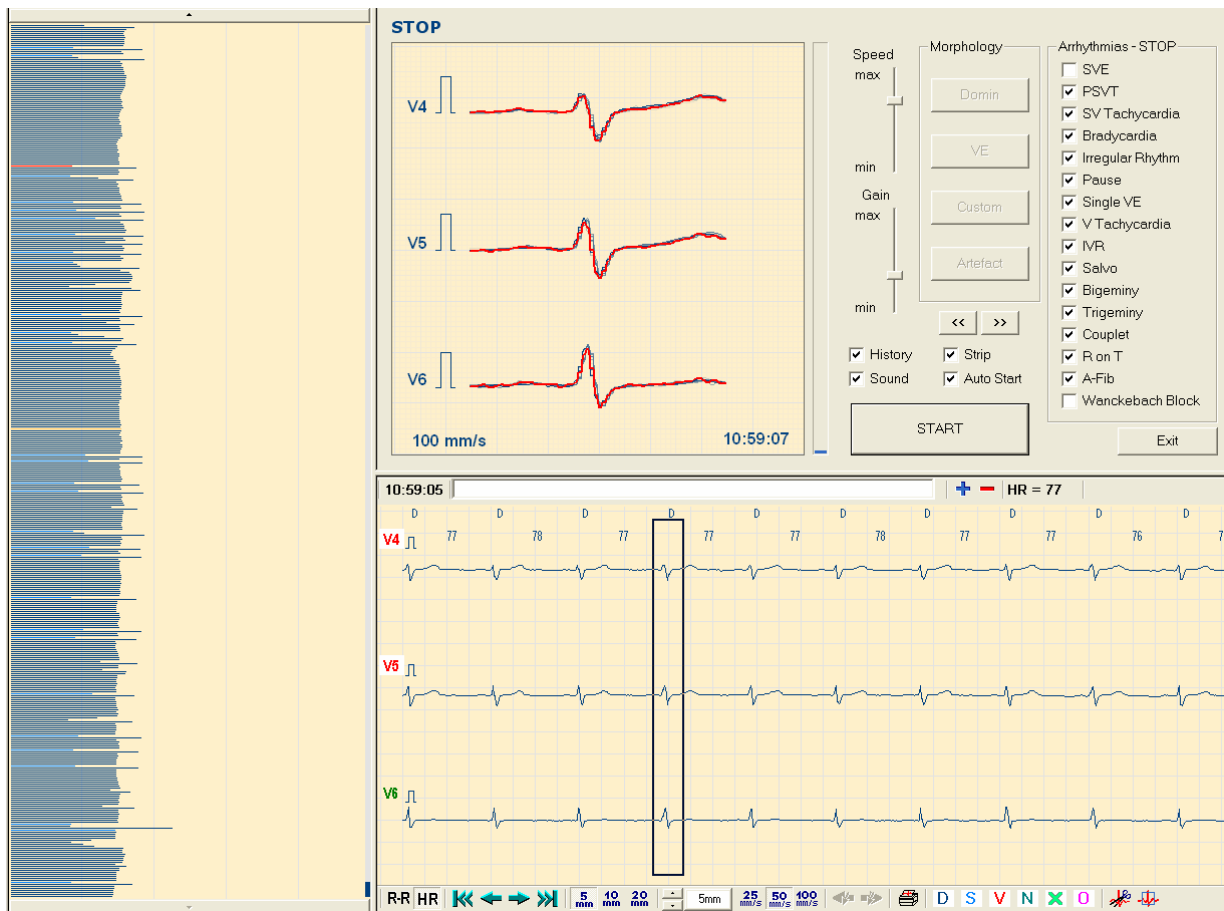 STOP
V4
V5
V6
100 mm/s 10:59:07
Speed
max
min
Gain
max
min
Morphology
Domin
VE
Custom
Artefact
<< >>
History Strip
Sound Auto Start
START
Arrhythmias - STOP
SVE
PSVT
SV Tachycardia
Bradycardia
Irregular Rhythm
Pause
Single VE
V Tachycardia
IVR
Salvo
Bigeminy
Trigeminy
Couplet
R on T
A-Fib
Wanckebach Block
Exit
10:59:05 HR = 77
D D D D D D D D D D
V4 77 78 77 77 77 78 77 77 76 7
V5
V6
R-R HR 5 mm 10 mm 20 mm 5mm 25 mm/s 50 mm/s 100 mm/s D S V N X O